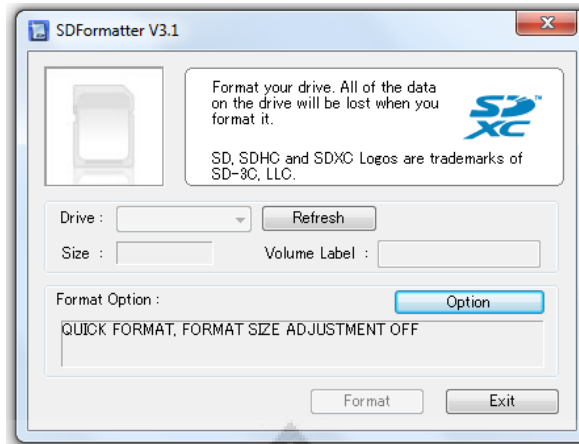 SDFormatter V3.1
Format your drive. All of the data
on the drive will be lost when you
format it.
SD XC™
SD, SDHC and SDXC Logos are trademarks of
SD-3C, LLC.
Drive :
Refresh
Size :
Volume Label :
Format Option :
Option
QUICK FORMAT, FORMAT SIZE ADJUSTMENT OFF
Format
Exit